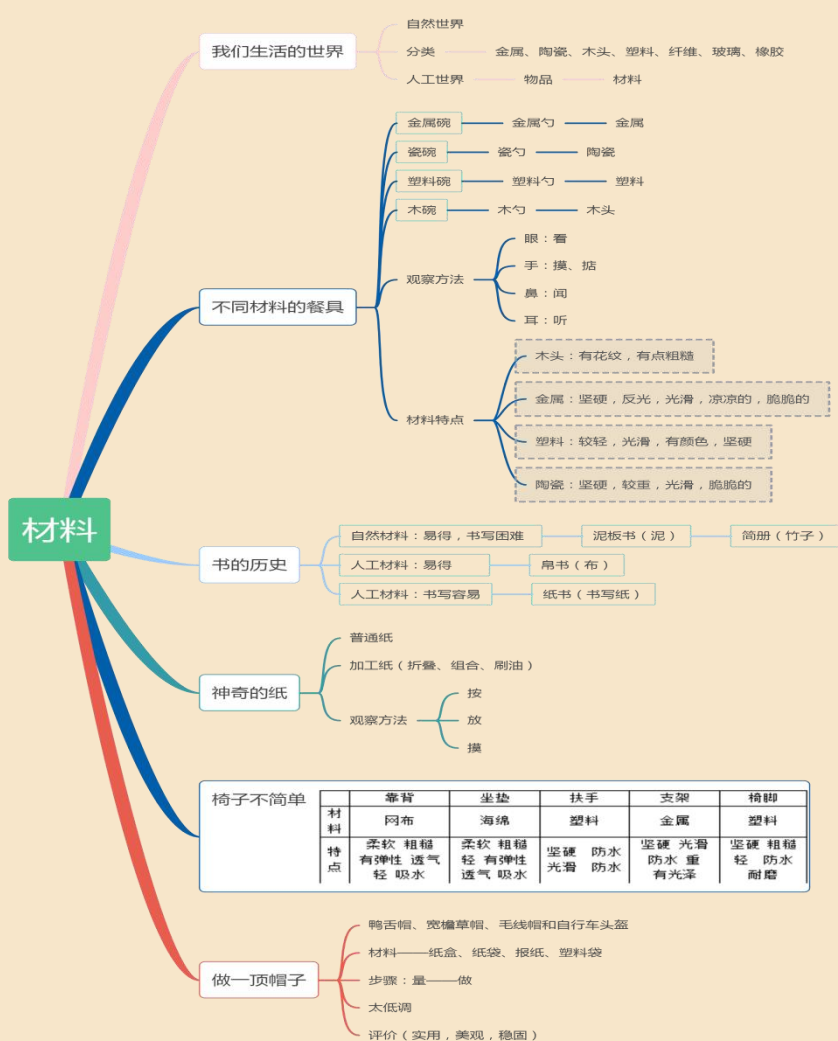 材料
我们生活的世界
自然世界
分类 金属、陶瓷、木头、塑料、纤维、玻璃、橡胶
人工世界 物品 材料
不同材料的餐具
金属碗 金属勺 金属
瓷碗 瓷勺 陶瓷
塑料碗 塑料勺 塑料
木碗 木勺 木头
观察方法
眼：看
手：摸、掂
鼻：闻
耳：听
材料特点
木头：有花纹，有点粗糙
金属：坚硬，反光，光滑，凉凉的，脆脆的
塑料：较轻，光滑，有颜色，坚硬
陶瓷：坚硬，较重，光滑，脆脆的
书的历史
自然材料：易得，书写困难 泥板书（泥） 简册（竹子）
人工材料：易得 帛书（布）
人工材料：书写容易 纸书（书写纸）
神奇的纸
普通纸
加工纸（折叠、组合、刷油）
观察方法
按
放
摸
椅子不简单
靠背 坐垫 扶手 支架 椅脚
材料 网布 海绵 塑料 金属 塑料
特点
柔软 粗糙 有弹性 透气 轻 吸水
柔软 粗糙 轻 有弹性 透气 吸水
坚硬 防水 光滑 防水
坚硬 光滑 防水 重 有光泽
坚硬 粗糙 轻 防水 耐磨
做一顶帽子
鸭舌帽、宽檐草帽、毛线帽和自行车头盔
材料——纸盒、纸袋、报纸、塑料袋
步骤：量——做
太低调
评价（实用，美观，稳固）